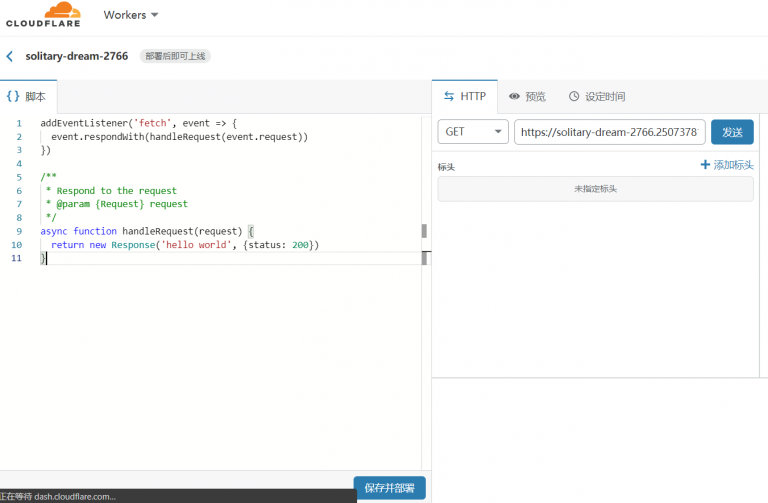 CLOUDFLARE
Workers
solitary-dream-2766 部署后即可上线
{} 脚本
HTTP 预览 设定时间
1 addEventListener('fetch', event => {
2 event.respondWith(handleRequest(event.request))
3 })
4
5 /**
6 * Respond to the request
7 * @param {Request} request
8 */
9 async function handleRequest(request) {
10 return new Response('hello world', {status: 200})
11 }
GET https://solitary-dream-2766.2507378 发送
标头 添加标头
未指定标头
正在等待 dash.cloudflare.com...
保存并部署